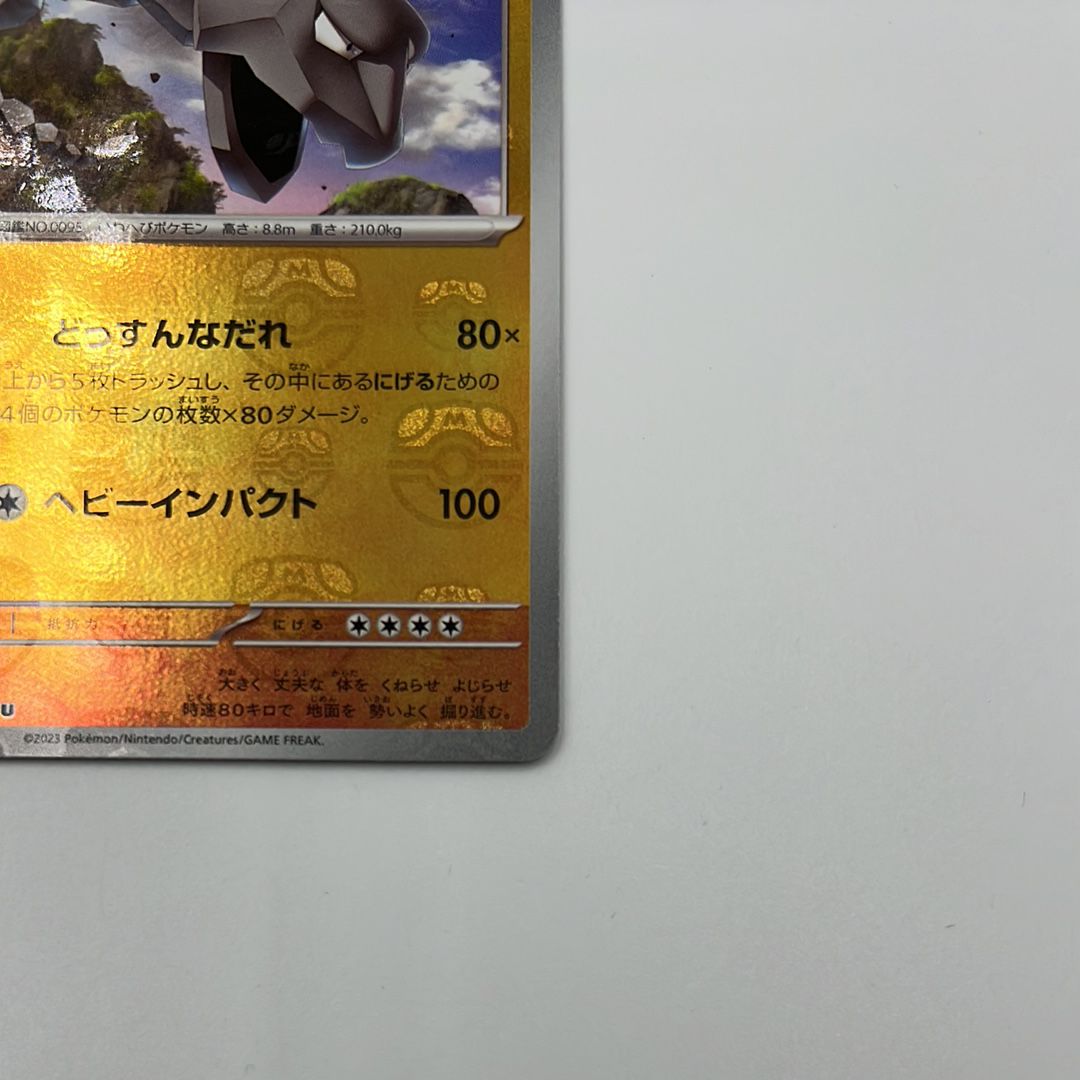 図鑑NO.0095 いわへびポケモン 高さ：8.8m 重さ：210.0kg
どっすんなだれ 80×
上から5枚トラッシュし、その中にあるにげるための
4個のポケモンの枚数×80ダメージ。
ヘビーインパクト 100
抵抗力 にげる
大きく 丈夫な 体を くねらせ よじらせ
時速80キロで 地面を 勢いよく 掘り進む。
©2023 Pokémon/Nintendo/Creatures/GAME FREAK.